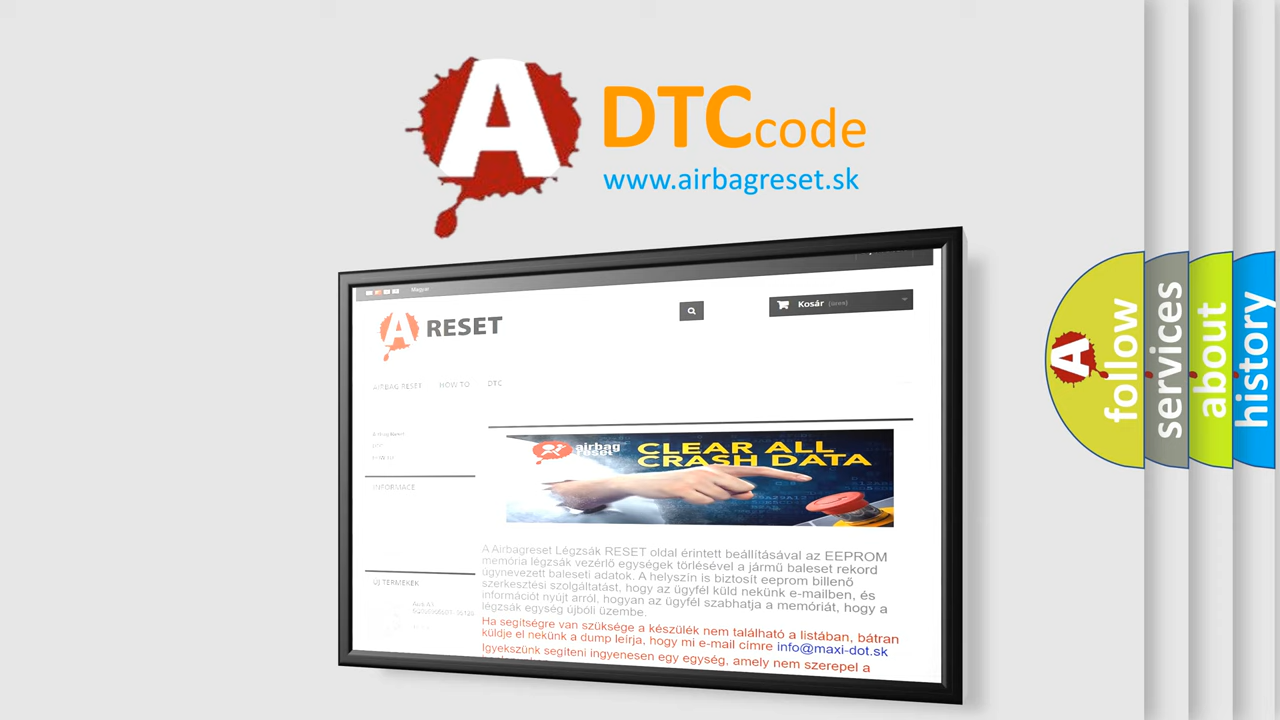 A
DTC code
www.airbagreset.sk
Magyar
A RESET
Kosár (üres)
AIRBAG RESET HOW TO DTC
INFORMACE
airbag
reset
CLEAR ALL
CRASH DATA
A Airbagreset Légzsák RESET oldal érintett beállításával az EEPROM
memória légzsák vezérlő egységek törlésével a jármű baleset rekord
úgynevezett baleseti adatok. A helyszín is biztosít eeprom billenő
szerkesztési szolgáltatást, hogy az ügyfél küld nekünk e-mailben, és
információt nyújt arról, hogyan az ügyfél szabhatja a memóriát, hogy a
légzsák egység újbóli üzembe.
Ha segítségre van szüksége a készülék nem található a listában, bátran
küldje el nekünk a dump leírja, hogy mi e-mail címre info@maxi-dot.sk
Igyekszünk segíteni ingyenesen egy egység, amely nem szerepel a
ÚJ TERMÉKEK
A
follow
services
about
history